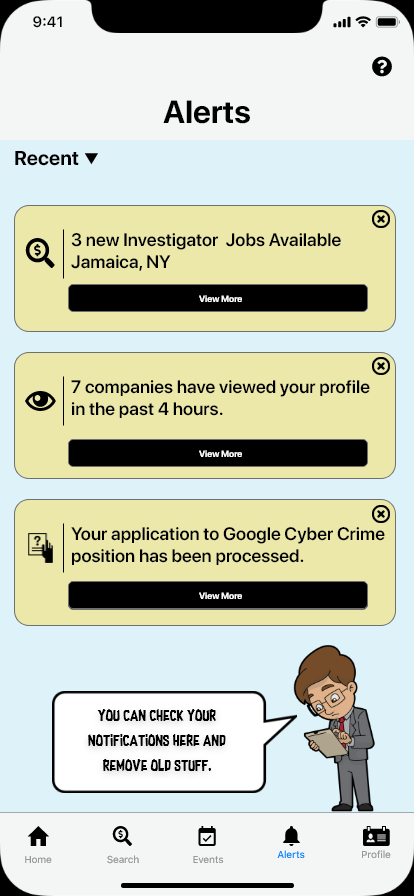 9:41
?
Alerts
Recent ▼
3 new Investigator  Jobs Available
Jamaica, NY
View More
7 companies have viewed your profile
in the past 4 hours.
View More
Your application to Google Cyber Crime
position has been processed.
View More
YOU CAN CHECK YOUR
NOTIFICATIONS HERE AND
REMOVE OLD STUFF.
Home Search Events Alerts Profile